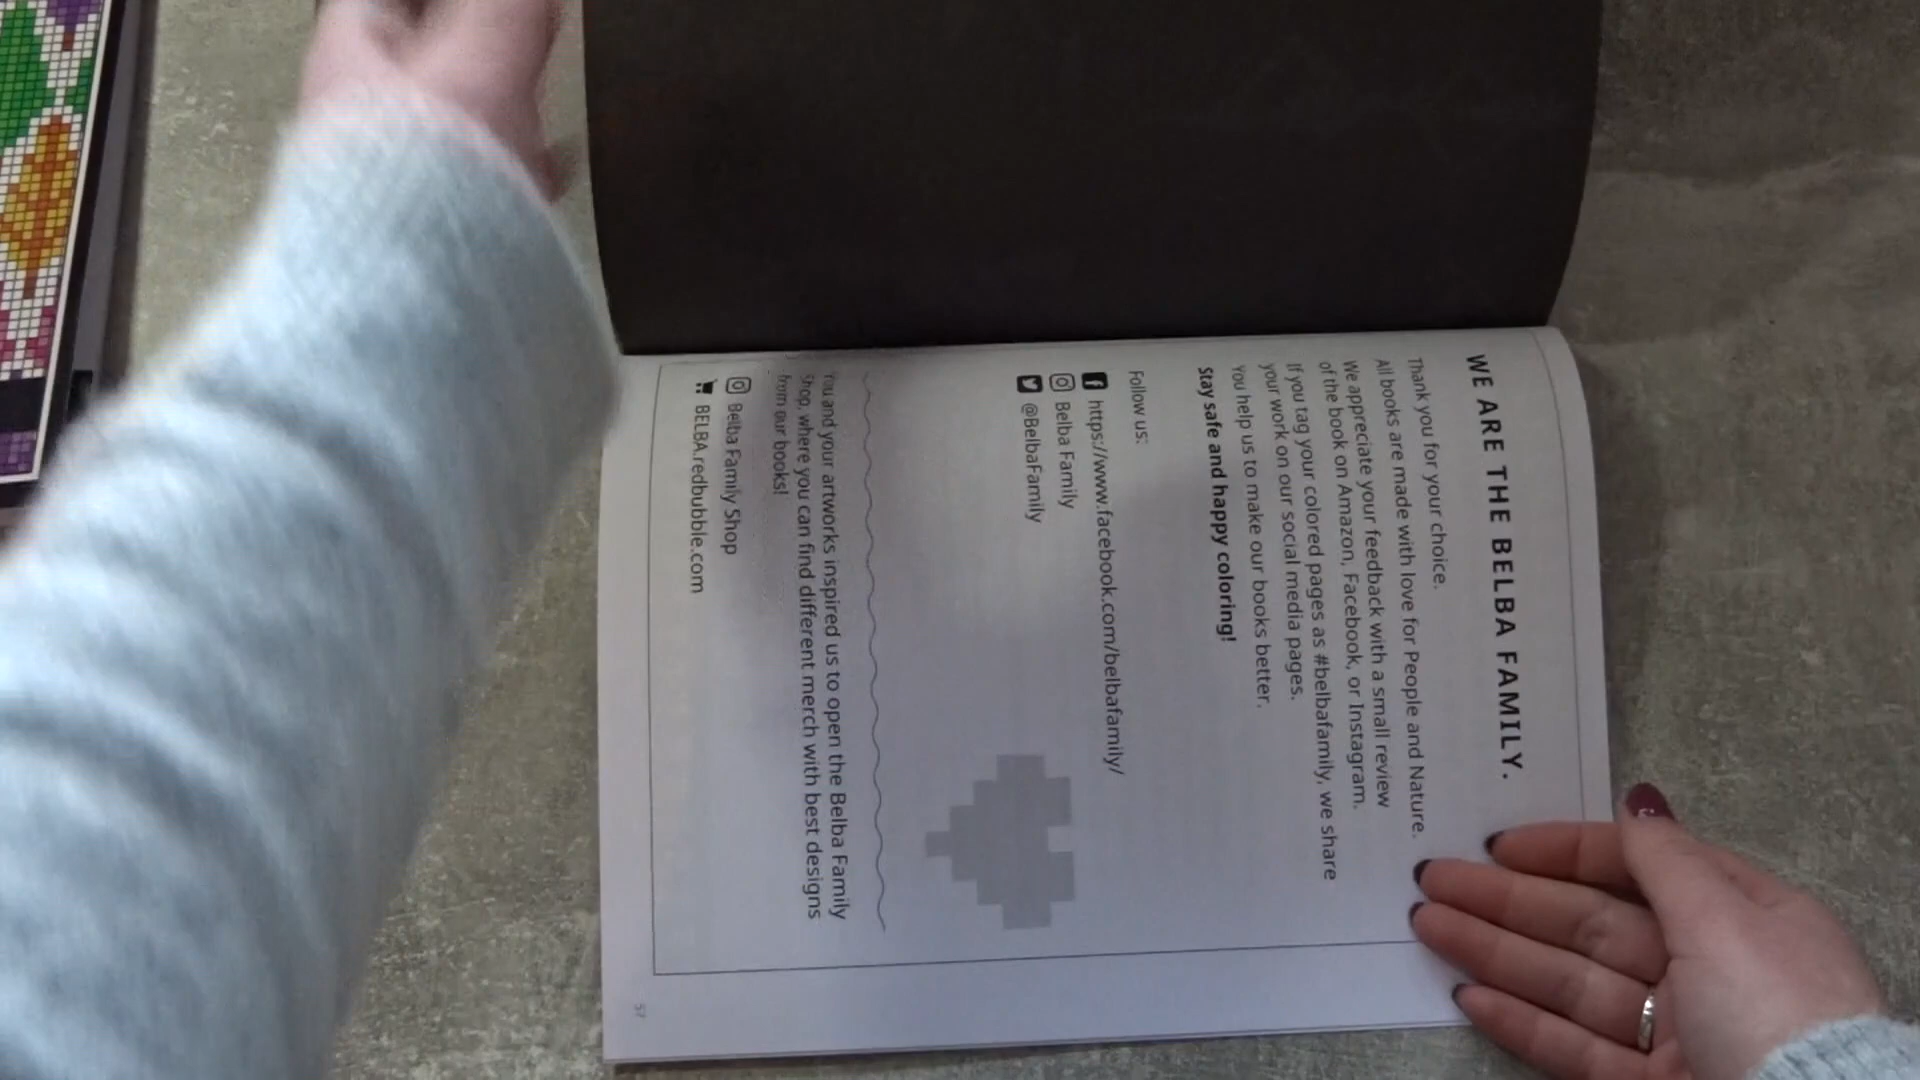 WE ARE THE BELBA FAMILY.
Thank you for your choice.
All books are made with love for People and Nature.
We appreciate your feedback with a small review
of the book on Amazon, Facebook, or Instagram.
If you tag your colored pages as #belbafamily, we share
your work on our social media pages.
You help us to make our books better.
Stay safe and happy coloring!
Follow us:
https://www.facebook.com/belbafamily/
Belba Family
@BelbaFamily
You and your artworks inspired us to open the Belba Family
Shop, where you can find different merch with best designs
from our books!
Belba Family Shop
BELBA.redbubble.com
57